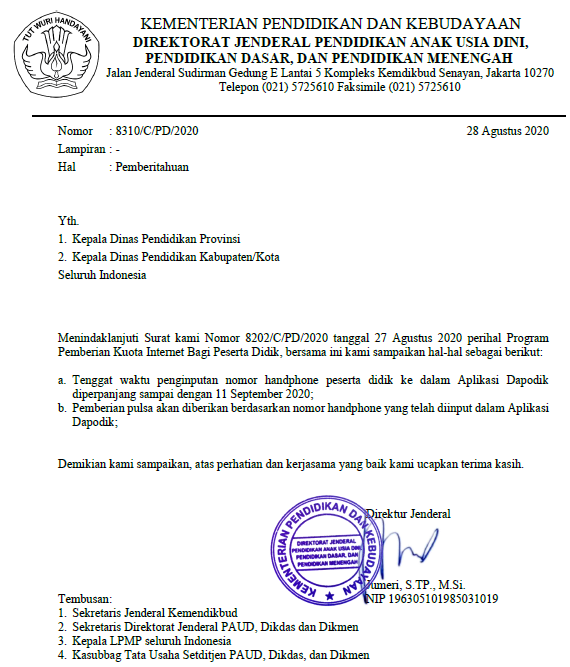 TUT WURI HANDAYANI
KEMENTERIAN PENDIDIKAN DAN KEBUDAYAAN
DIREKTORAT JENDERAL PENDIDIKAN ANAK USIA DINI,
PENDIDIKAN DASAR, DAN PENDIDIKAN MENENGAH
Jalan Jenderal Sudirman Gedung E Lantai 5 Kompleks Kemdikbud Senayan, Jakarta 10270
Telepon (021) 5725610 Faksimile (021) 5725610
Nomor : 8310/C/PD/2020 28 Agustus 2020
Lampiran : -
Hal : Pemberitahuan
Yth.
1. Kepala Dinas Pendidikan Provinsi
2. Kepala Dinas Pendidikan Kabupaten/Kota
Seluruh Indonesia
Menindaklanjuti Surat kami Nomor 8202/C/PD/2020 tanggal 27 Agustus 2020 perihal Program
Pemberian Kuota Internet Bagi Peserta Didik, bersama ini kami sampaikan hal-hal sebagai berikut:
a. Tenggat waktu penginputan nomor handphone peserta didik ke dalam Aplikasi Dapodik
diperpanjang sampai dengan 11 September 2020;
b. Pemberian pulsa akan diberikan berdasarkan nomor handphone yang telah diinput dalam Aplikasi
Dapodik;
Demikian kami sampaikan, atas perhatian dan kerjasama yang baik kami ucapkan terima kasih.
Direktur Jenderal
KEMENTERIAN PENDIDIKAN DAN KEBUDAYAAN
DIREKTORAT JENDERAL
PENDIDIKAN ANAK USIA DINI
PENDIDIKAN DASAR, DAN
PENDIDIKAN MENENGAH
Jumeri, S.TP., M.Si.
NIP 196305101985031019
Tembusan:
1. Sekretaris Jenderal Kemendikbud
2. Sekretaris Direktorat Jenderal PAUD, Dikdas dan Dikmen
3. Kepala LPMP seluruh Indonesia
4. Kasubbag Tata Usaha Setditjen PAUD, Dikdas, dan Dikmen